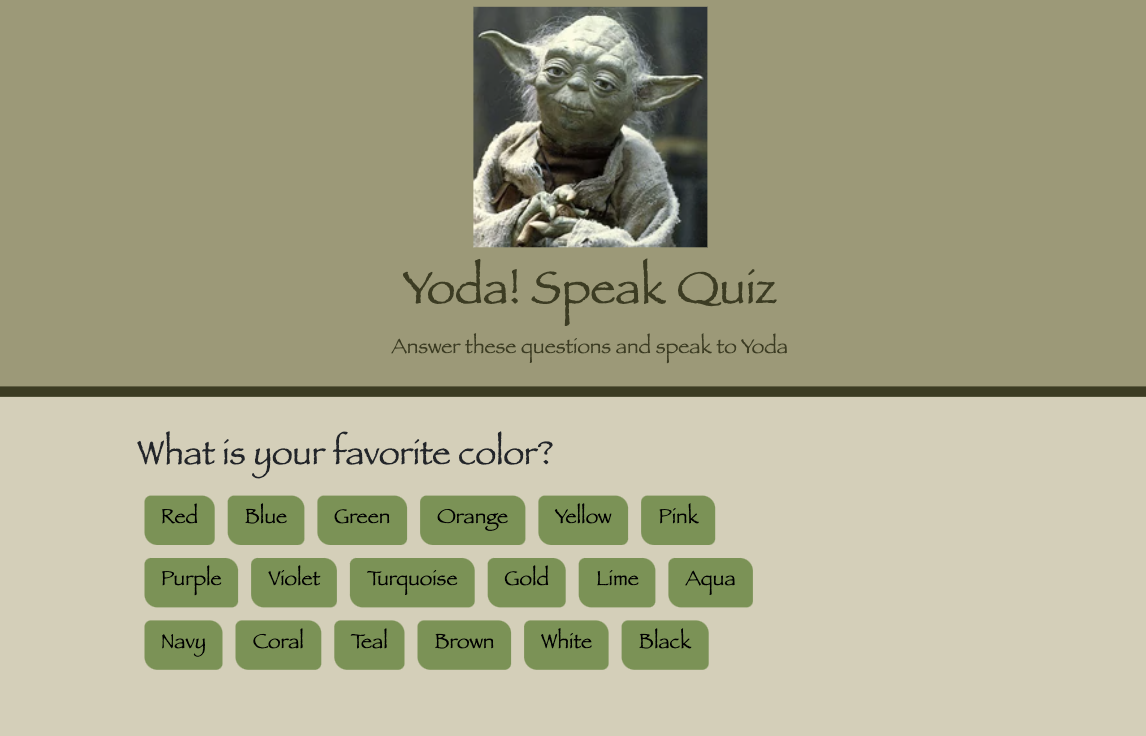 Yoda! Speak Quiz
Answer these questions and speak to Yoda
What is your favorite color?
Red Blue Green Orange Yellow Pink
Purple Violet Turquoise Gold Lime Aqua
Navy Coral Teal Brown White Black